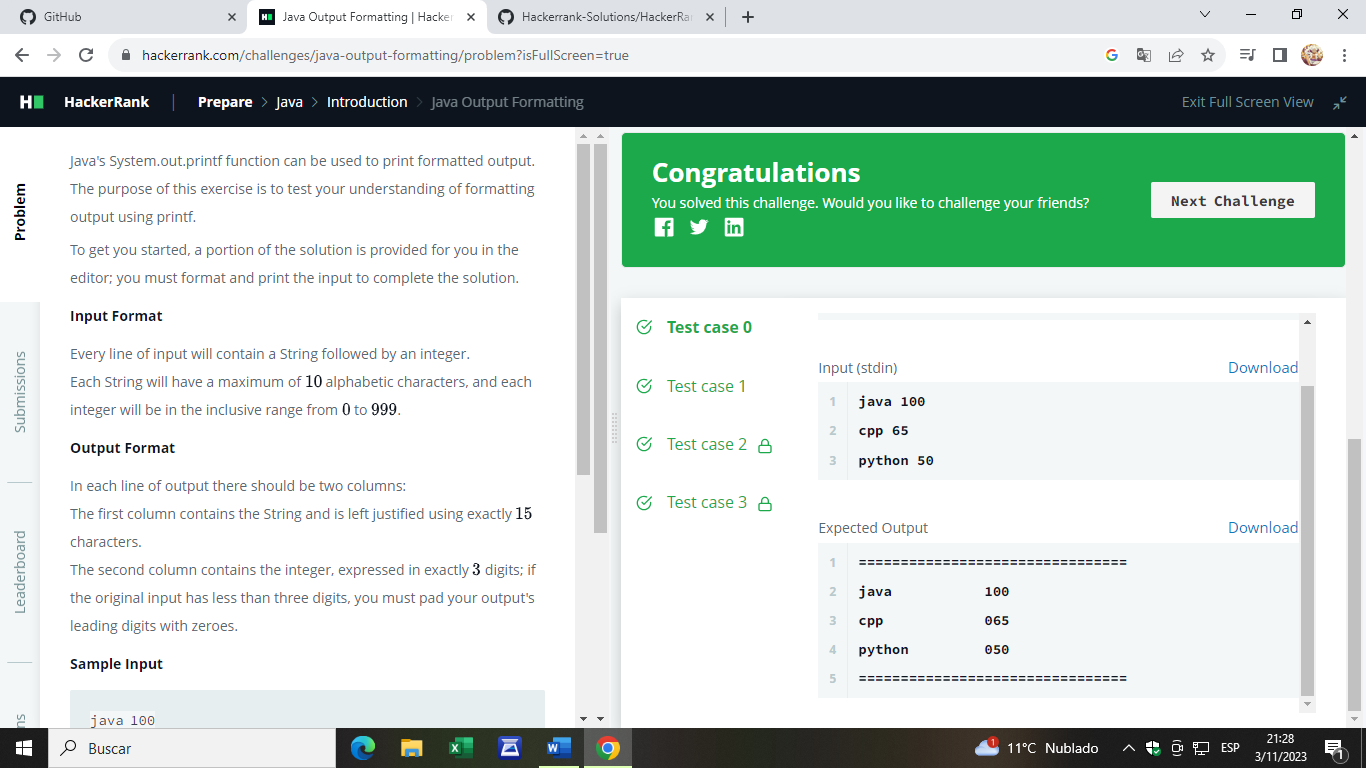 GitHub
Java Output Formatting | Hacker
Hackerrank-Solutions/HackerRa
hackerrank.com/challenges/java-output-formatting/problem?isFullScreen=true
HackerRank
Prepare > Java > Introduction > Java Output Formatting
Exit Full Screen View
Problem
Submissions
Leaderboard
Java's System.out.printf function can be used to print formatted output.
The purpose of this exercise is to test your understanding of formatting
output using printf.
To get you started, a portion of the solution is provided for you in the
editor; you must format and print the input to complete the solution.
Input Format
Every line of input will contain a String followed by an integer.
Each String will have a maximum of 10 alphabetic characters, and each
integer will be in the inclusive range from 0 to 999.
Output Format
In each line of output there should be two columns:
The first column contains the String and is left justified using exactly 15
characters.
The second column contains the integer, expressed in exactly 3 digits; if
the original input has less than three digits, you must pad your output's
leading digits with zeroes.
Sample Input
java 100
Congratulations
You solved this challenge. Would you like to challenge your friends?
Next Challenge
Test case 0
Test case 1
Test case 2
Test case 3
Input (stdin)
Download
1 java 100
2 cpp 65
3 python 50
Expected Output
Download
1 ================================
2 java           100
3 cpp            065
4 python         050
5 ================================
Buscar
1
11°C Nublado
ESP
21:28
3/11/2023
1